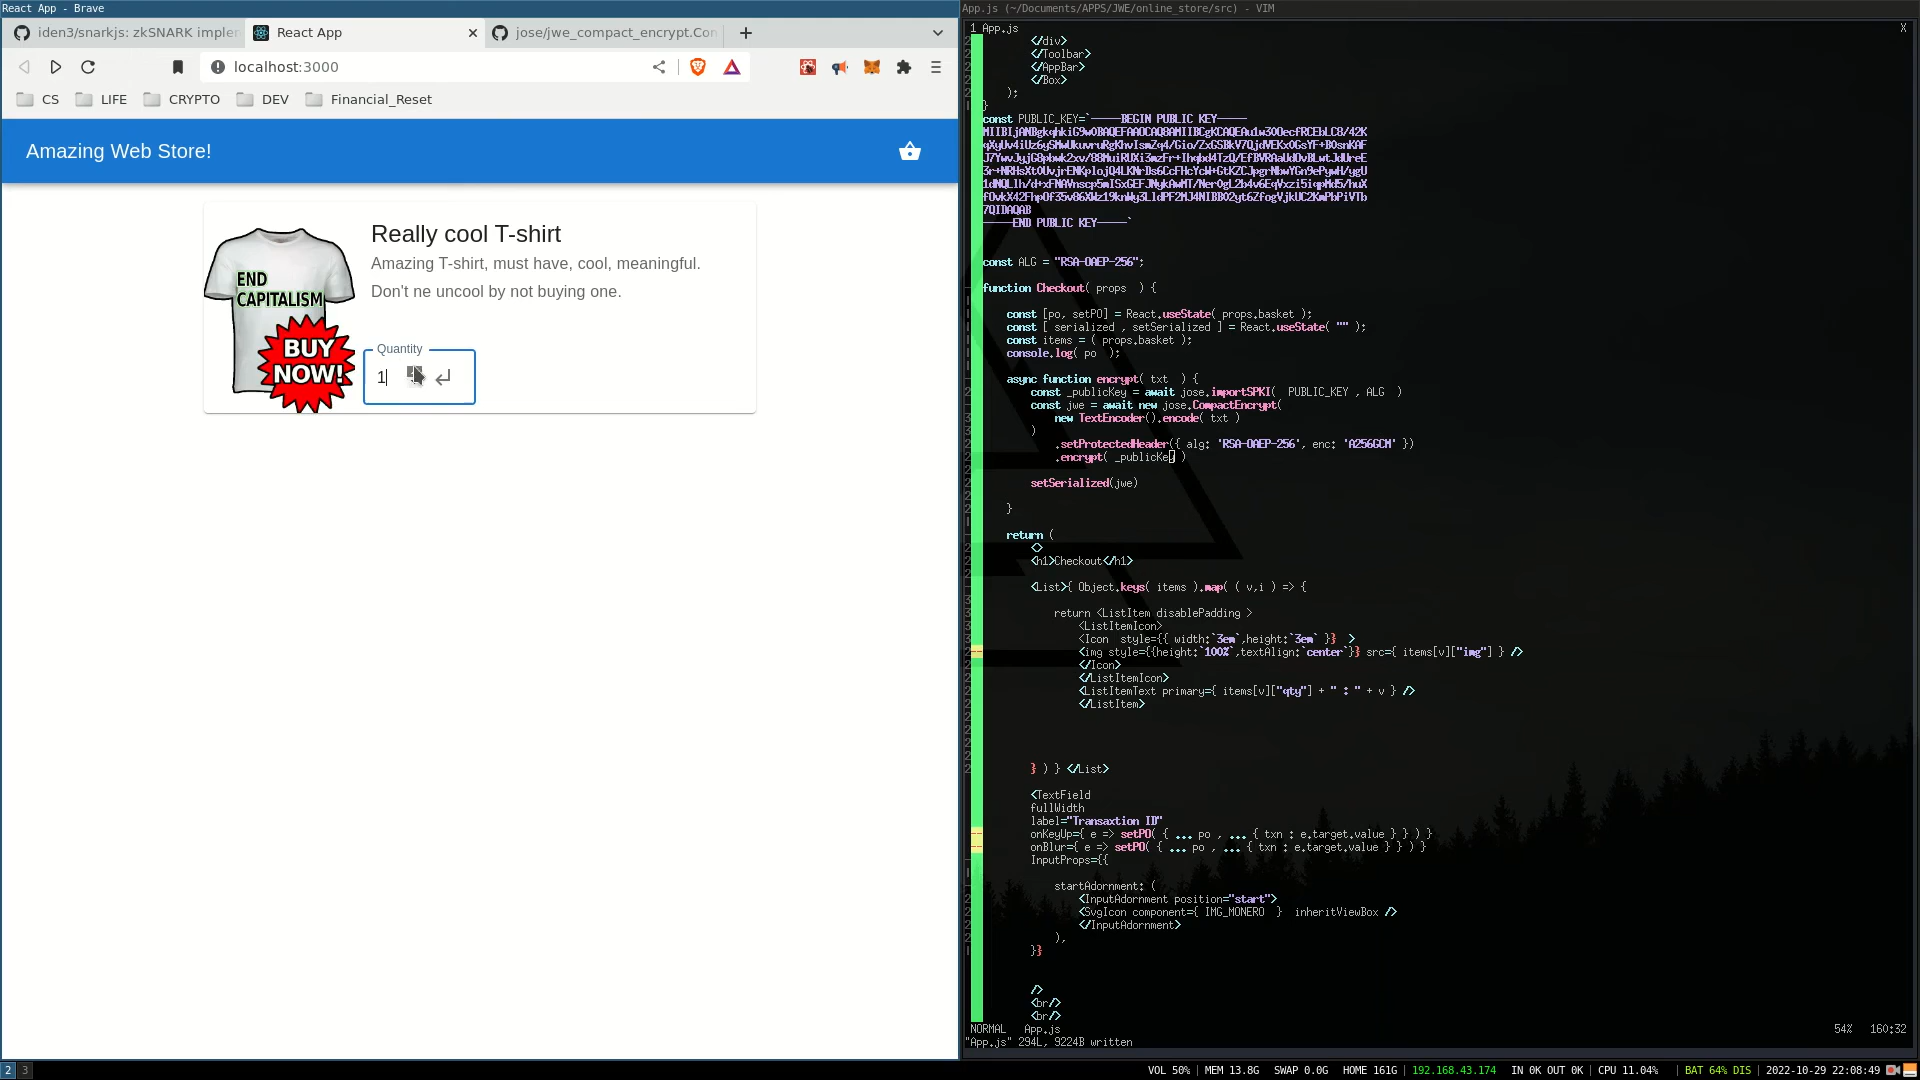 React App - Brave
iden3/snarkjs: zkSNARK implem
React App
jose/jwe_compact_encrypt.Con
localhost:3000
CS
LIFE
CRYPTO
DEV
Financial_Reset
Amazing Web Store!
END
CAPITALISM
BUY
NOW!
Really cool T-shirt
Amazing T-shirt, must have, cool, meaningful.
Don't ne uncool by not buying one.
Quantity
1
App.js (~/Documents/APPS/JWE/online_store/src) - VIM
1 App.js
X
</div>
</Toolbar>
</AppBar>
</Box>
);
}
const PUBLIC_KEY=`-----BEGIN PUBLIC KEY-----
7QIDAQAB
-----END PUBLIC KEY-----`
const ALG = "RSA-OAEP-256";
function Checkout( props  ) {
const [po, setPO] = React.useState( props.basket );
const [ serialized , setSerialized ] = React.useState( "" );
const items = ( props.basket );
console.log( po  );
async function encrypt( txt  ) {
const _publicKey = await jose.importSPKI(  PUBLIC_KEY , ALG  )
const jwe = await new jose.CompactEncrypt(
new TextEncoder().encode( txt )
)
.setProtectedHeader({ alg: 'RSA-OAEP-256', enc: 'A256GCM' })
.encrypt( _publicKey )
setSerialized(jwe)
}
return (
<>
<h1>Checkout</h1>
<List>{ Object.keys( items ).map( ( v,i ) => {
return <ListItem disablePadding >
<ListItemIcon>
<Icon  style={{ width:`3em`,height:`3em` }}  >
<img style={{height:`100%`,textAlign:`center`}} src={ items[v]["img"] } />
</Icon>
</ListItemIcon>
<ListItemText primary={ items[v]["qty"] + " : " + v } />
</ListItem>
} ) } </List>
<TextField
fullWidth
label="Transaxtion ID"
onKeyUp={ e => setPO( { ... po , ... { txn : e.target.value } } ) }
onBlur={ e => setPO( { ... po , ... { txn : e.target.value } } ) }
InputProps={{
startAdornment: (
<InputAdornment position="start">
<SvgIcon component={ IMG_MONERO  }  inheritViewBox />
</InputAdornment>
),
}}
/>
<br/>
<br/>
NORMAL App.js
54% 160:32
"App.js" 294L, 9224B written
2 3
VOL 50% | MEM 13.8G SWAP 0.0G HOME 161G | 192.168.43.174 IN 0K OUT 0K | CPU 11.04% | BAT 64% DIS | 2022-10-29 22:08:49